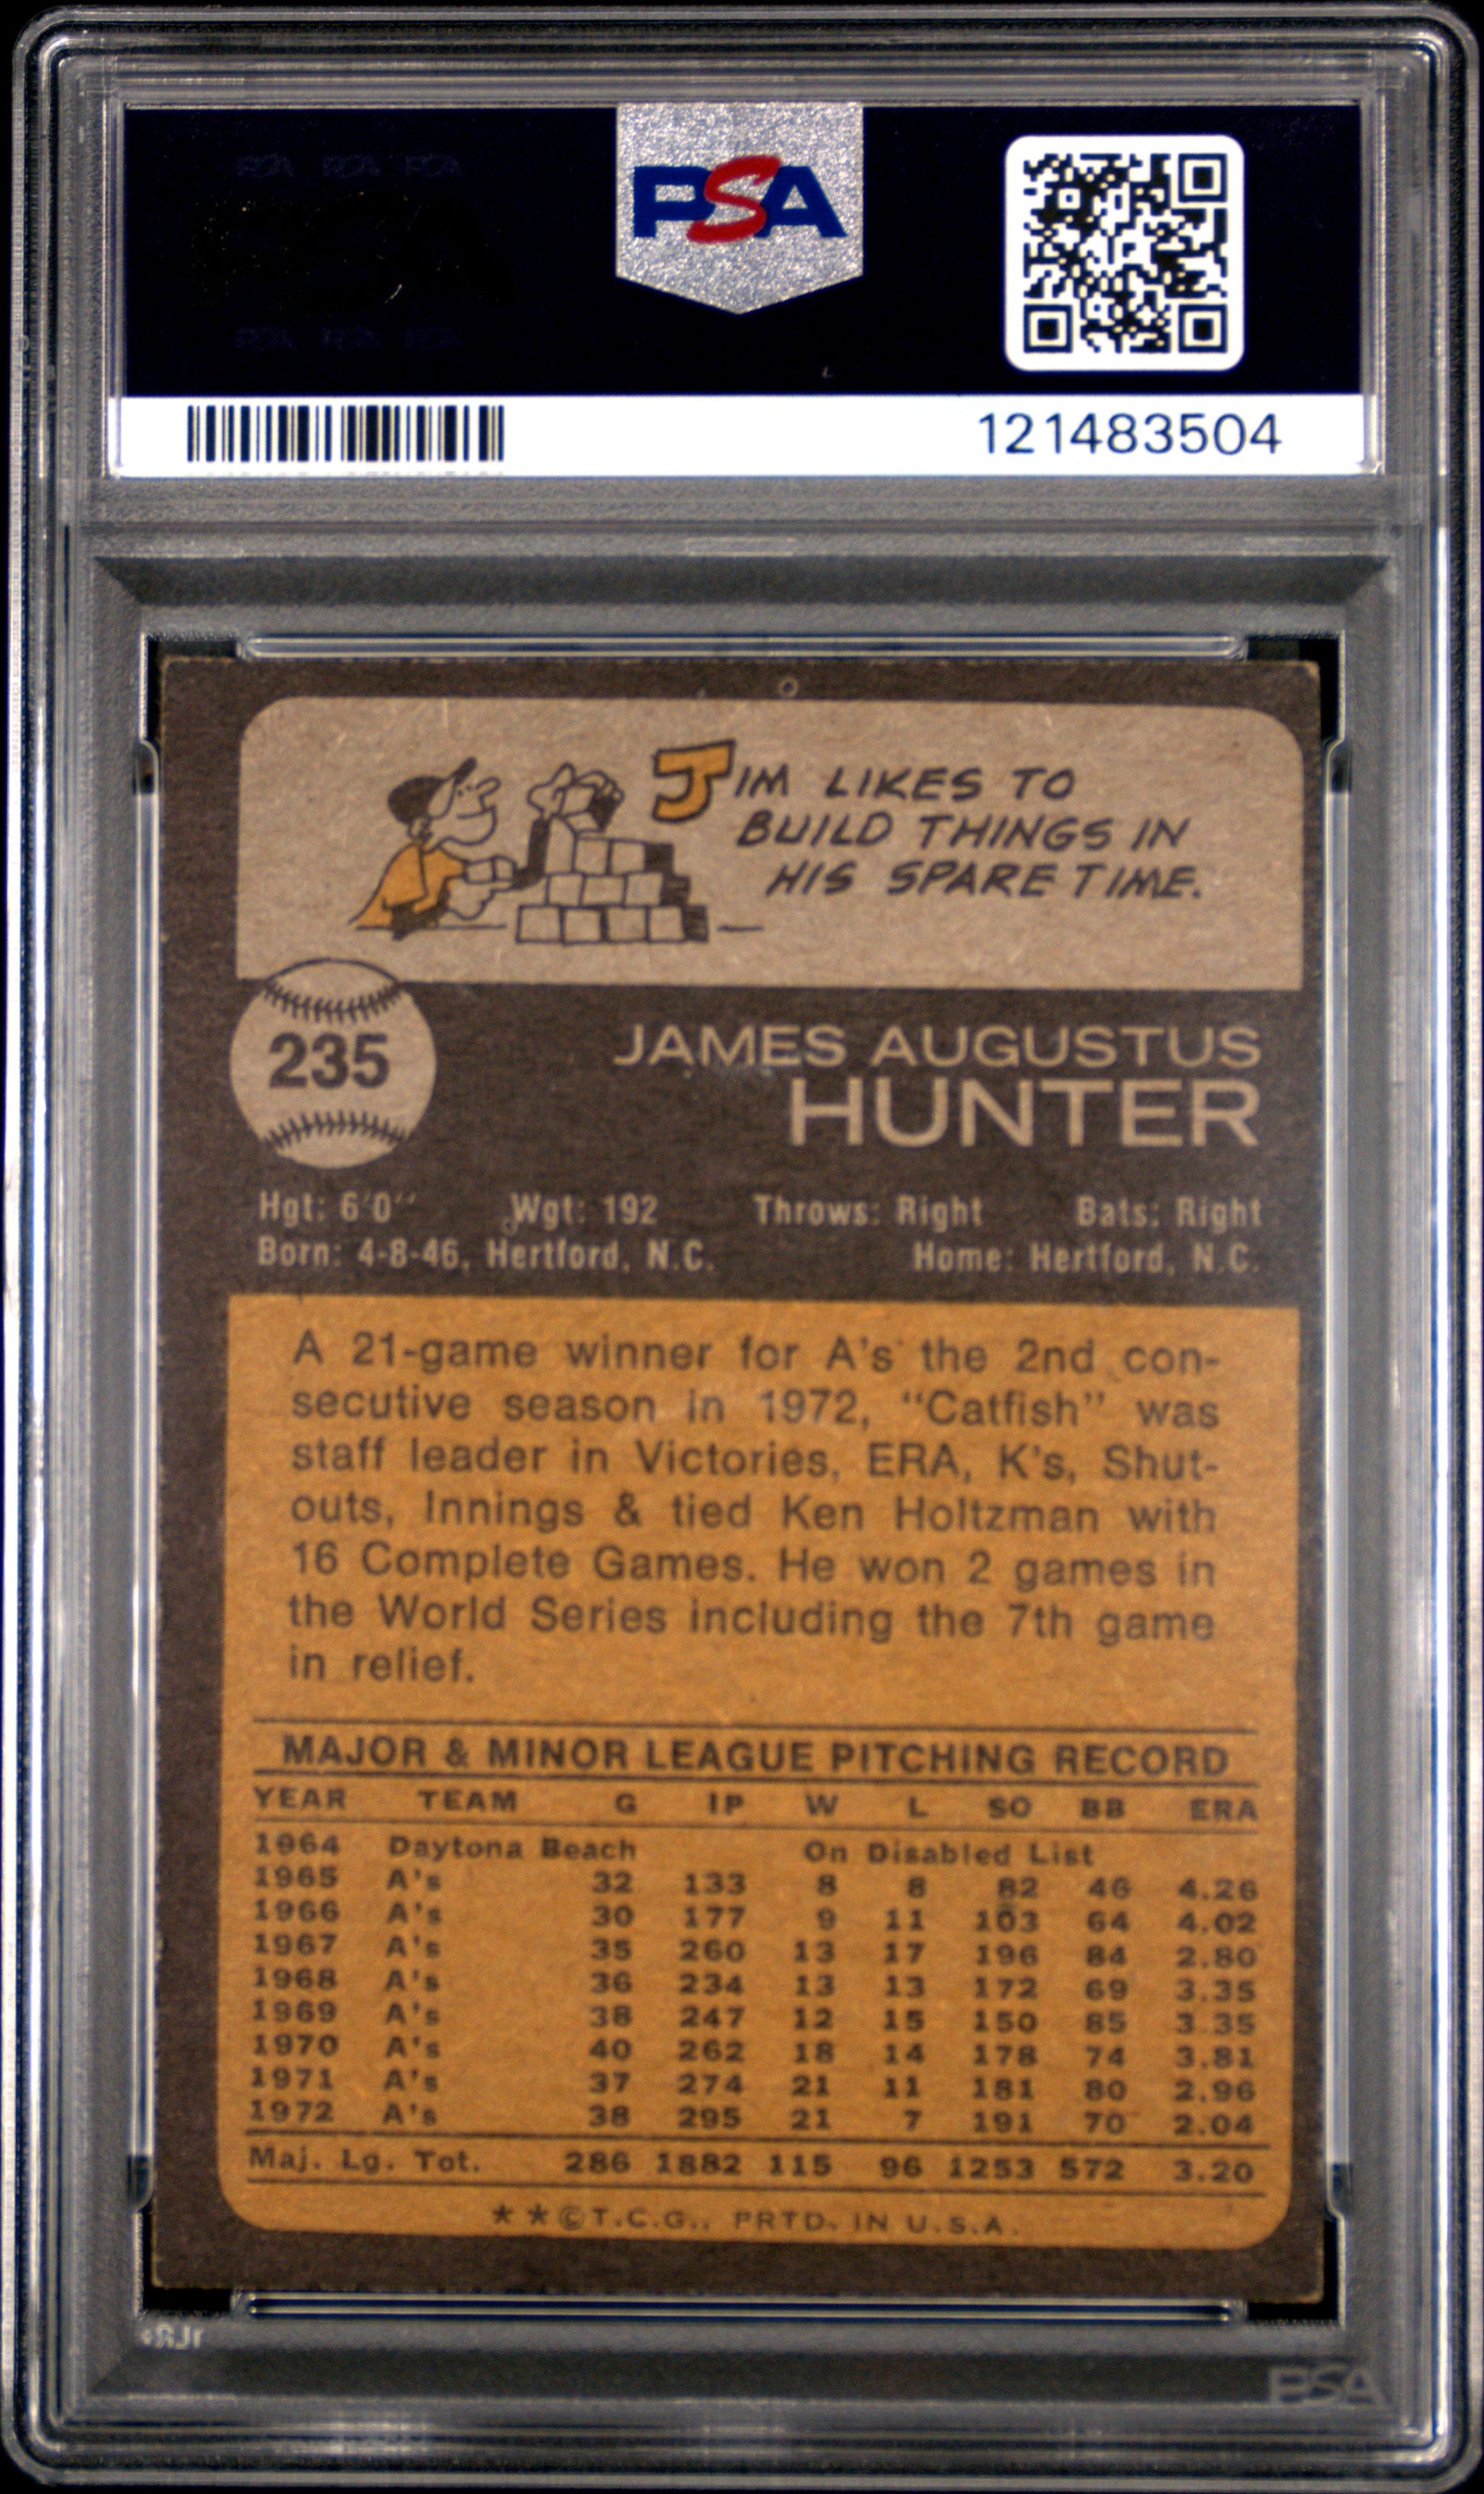 PSA
121483504
JIM LIKES TO
BUILD THINGS IN
HIS SPARE TIME.
235
JAMES AUGUSTUS
HUNTER
Hgt: 6'0" Wgt: 192 Throws: Right Bats: Right
Born: 4-8-46, Hertford, N.C. Home: Hertford, N.C.
A 21-game winner for A's the 2nd con-
secutive season in 1972, "Catfish" was
staff leader in Victories, ERA, K's, Shut-
outs, Innings & tied Ken Holtzman with
16 Complete Games. He won 2 games in
the World Series including the 7th game
in relief.
MAJOR & MINOR LEAGUE PITCHING RECORD
YEAR TEAM G IP W L SO BB ERA
1964 Daytona Beach On Disabled List
1965 A's 32 133 8 8 82 46 4.26
1966 A's 30 177 9 11 103 64 4.02
1967 A's 35 260 13 17 196 84 2.80
1968 A's 36 234 13 13 172 69 3.35
1969 A's 38 247 12 15 150 85 3.35
1970 A's 40 262 18 14 178 74 3.81
1971 A's 37 274 21 11 181 80 2.96
1972 A's 38 295 21 7 191 70 2.04
Maj. Lg. Tot. 286 1882 115 96 1253 572 3.20
**©T.C.G., PRTD. IN U.S.A.
PSA